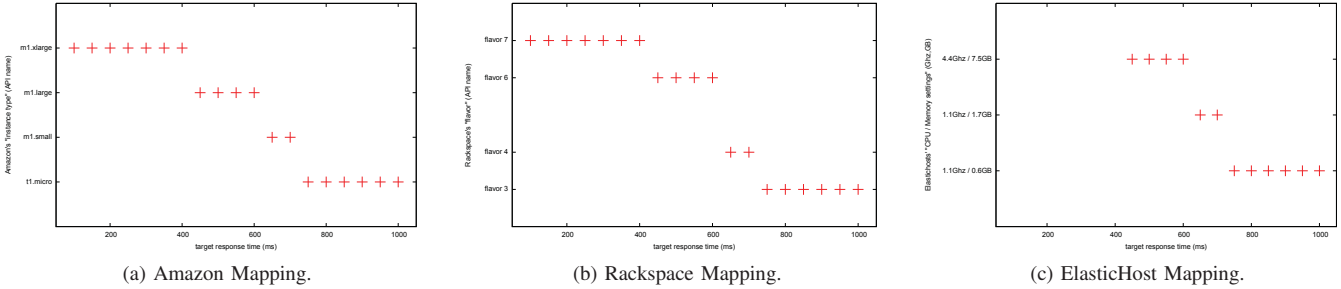 Amazon's "instance type" (API name)
m1.xlarge
m1.large
m1.small
t1.micro
200
400
600
800
1000
target response time (ms)
(a) Amazon Mapping.
Rackspace's "flavor" (API name)
flavor 7
flavor 6
flavor 4
flavor 3
200
400
600
800
1000
target response time (ms)
(b) Rackspace Mapping.
Elastichosts' "CPU / Memory settings" (Ghz,GB)
4.4Ghz / 7.5GB
1.1Ghz / 1.7GB
1.1Ghz / 0.6GB
200
400
600
800
1000
target response time (ms)
(c) ElasticHost Mapping.